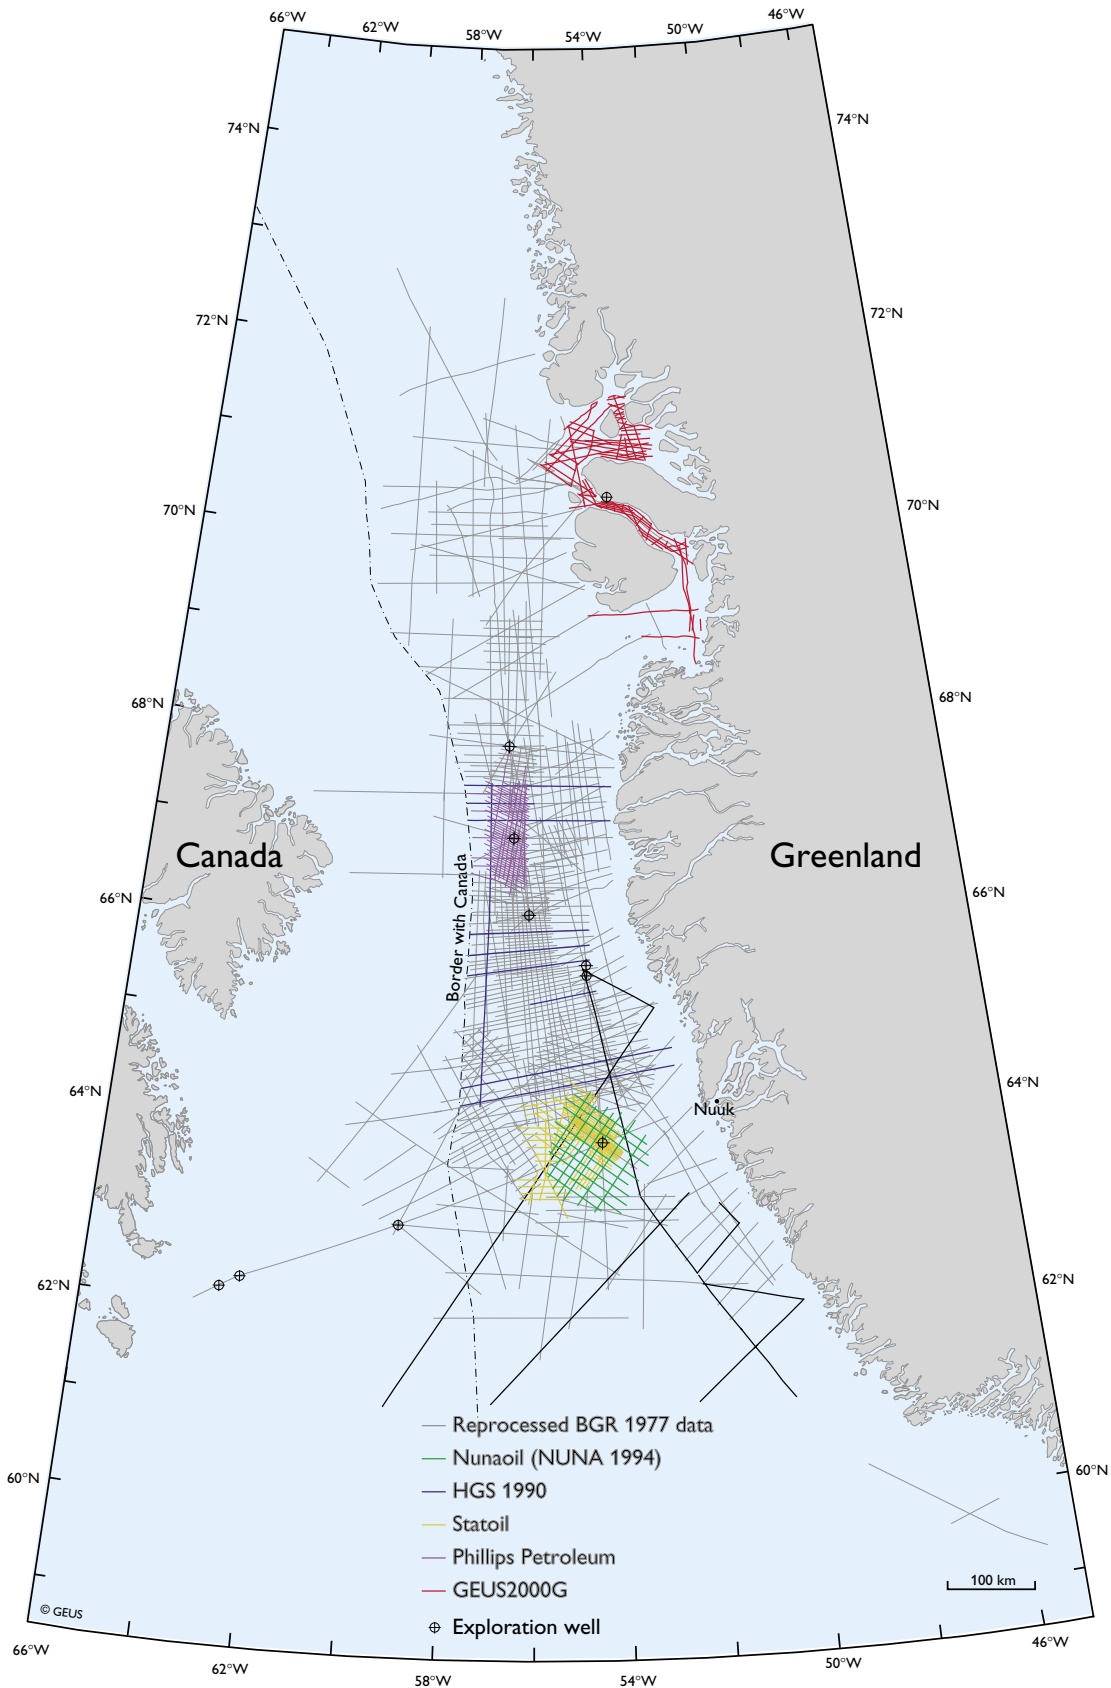 66°W
62°W
58°W
54°W
50°W
46°W
74°N
74°N
72°N
72°N
70°N
70°N
68°N
68°N
Canada
Greenland
66°N
66°N
Border with Canada
64°N
64°N
Nuuk
62°N
62°N
Reprocessed BGR 1977 data
Nunaoil (NUNA 1994)
HGS 1990
Statoil
Phillips Petroleum
GEUS2000G
Exploration well
60°N
60°N
100 km
© GEUS
66°W
62°W
58°W
54°W
50°W
46°W